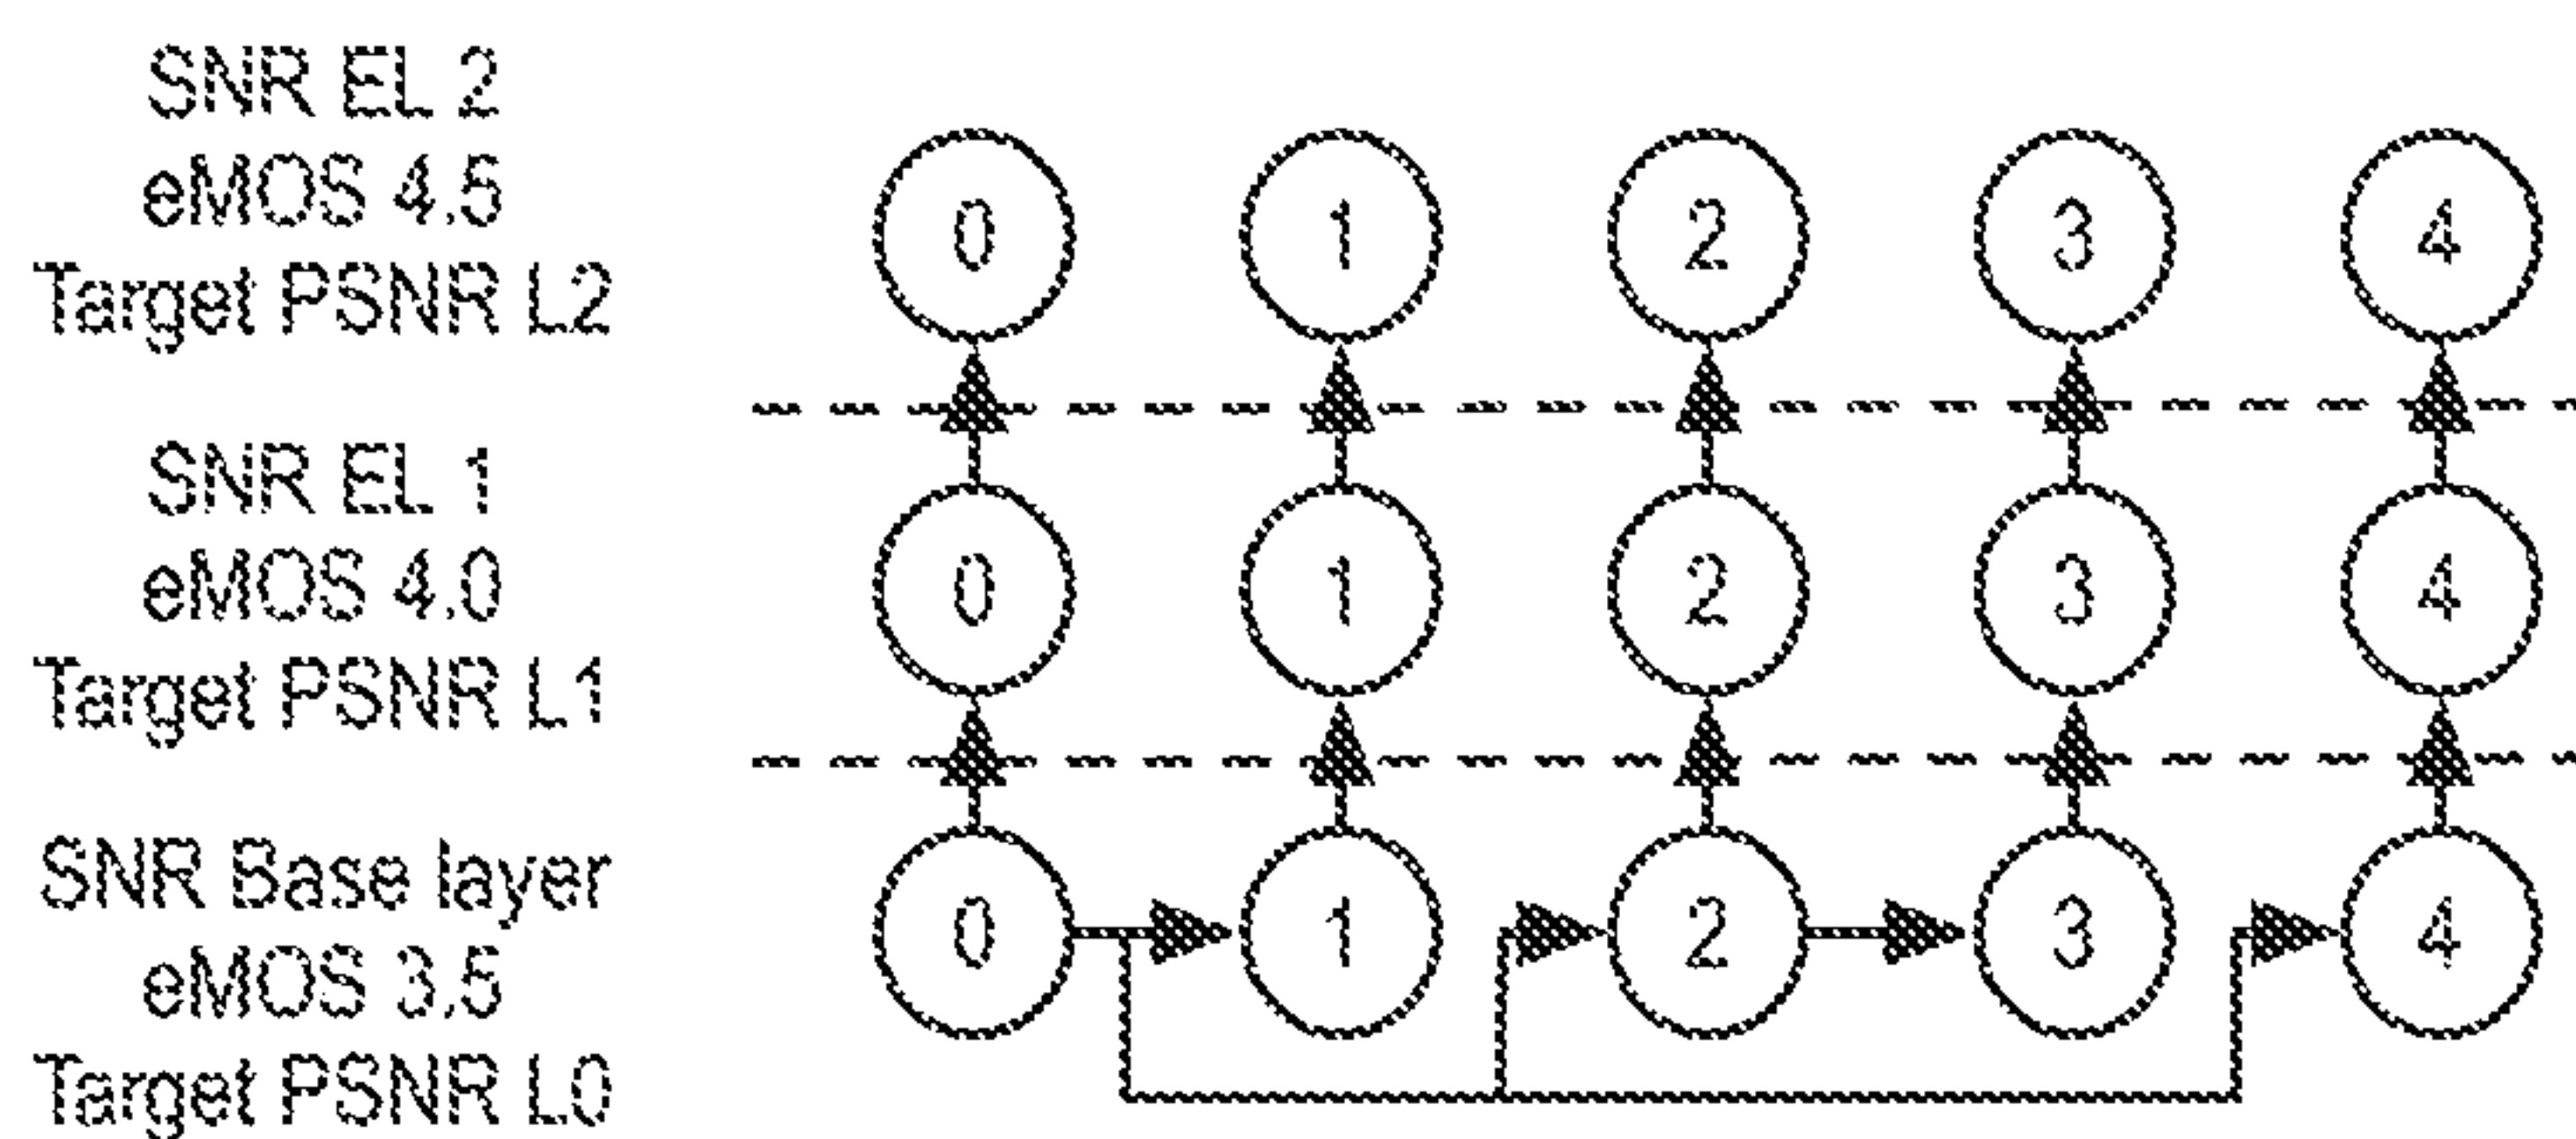 SNR EL 2
eMOS 4.5
Target PSNR L2
0 1 2 3 4
SNR EL 1
eMOS 4.0
Target PSNR L1
0 1 2 3 4
SNR Base layer
eMOS 3.5
Target PSNR L0
0 1 2 3 4